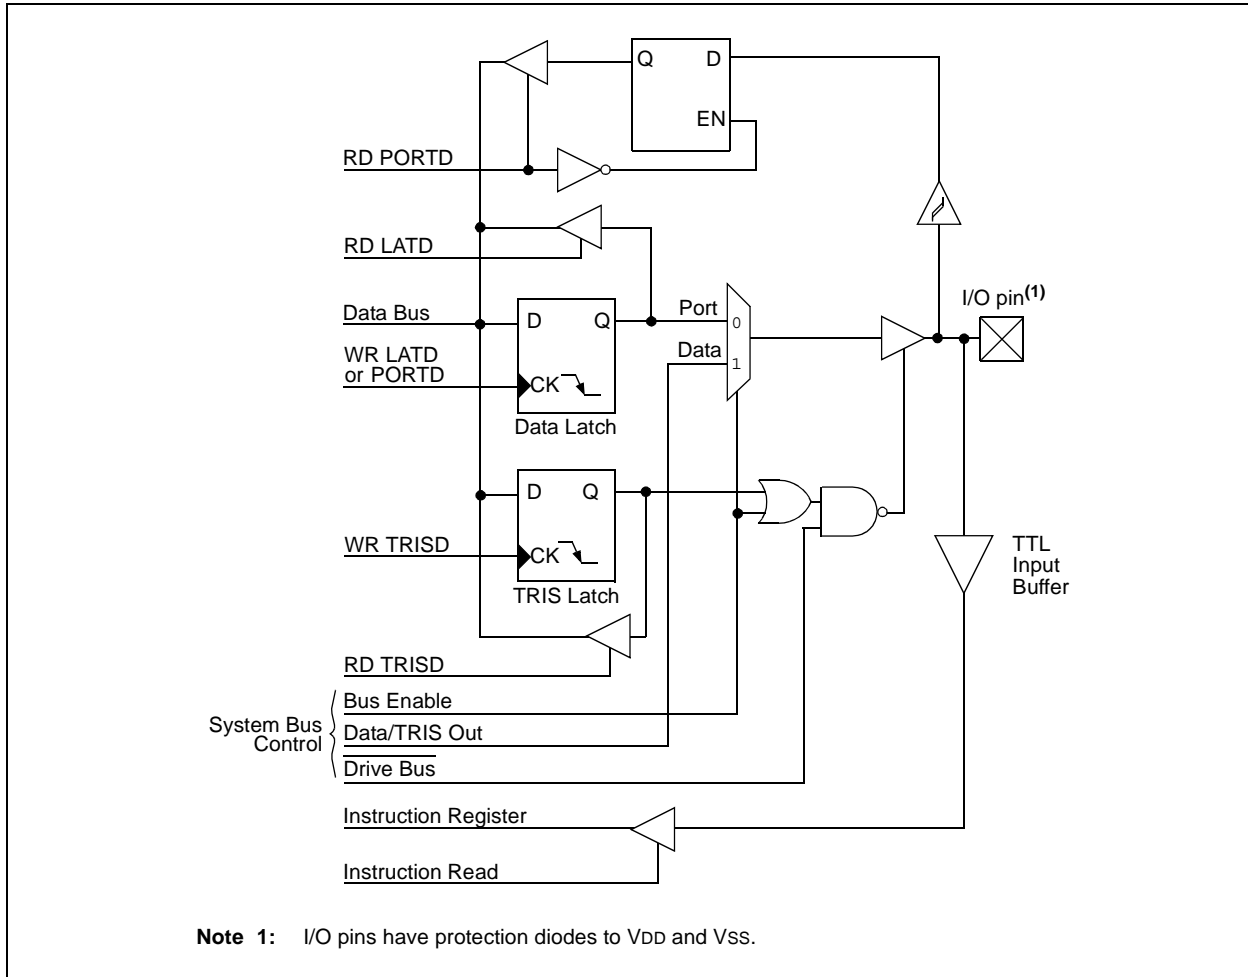 Q D
EN
RD PORTD
RD LATD
I/O pin(1)
Data Bus
D Q
Port
0
WR LATD
or PORTD
Data
1
CK
Data Latch
D Q
WR TRISD
CK
TTL
Input
Buffer
TRIS Latch
RD TRISD
System Bus
Control
Bus Enable
Data/TRIS Out
Drive Bus
Instruction Register
Instruction Read
Note 1: I/O pins have protection diodes to VDD and VSS.